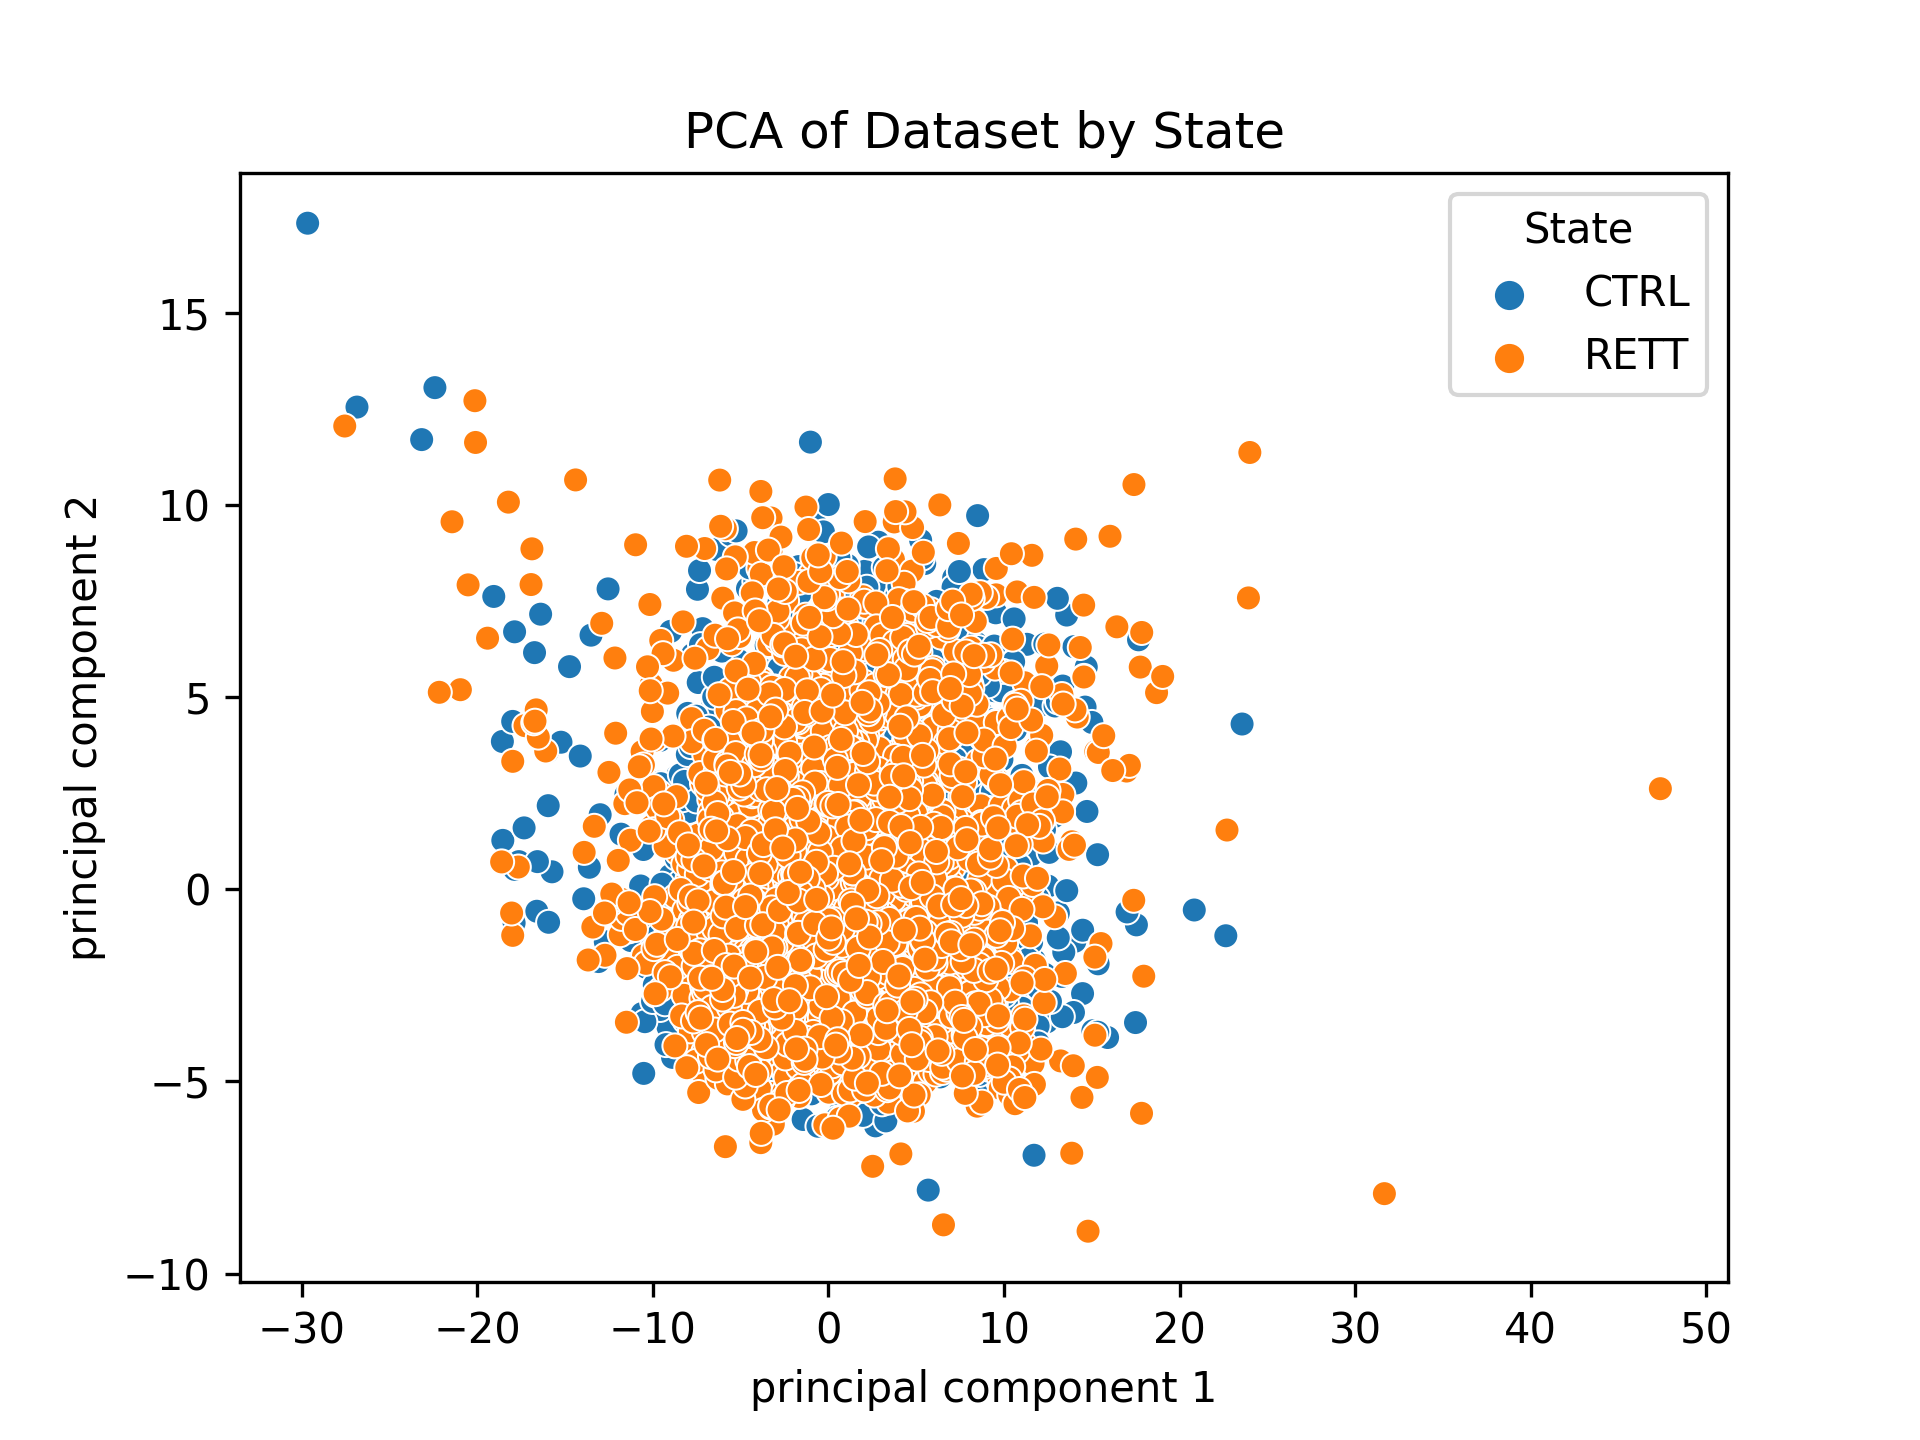 PCA of Dataset by State
State
CTRL
RETT
principal component 2
15
10
5
0
−5
−10
−30 −20 −10 0 10 20 30 40 50
principal component 1